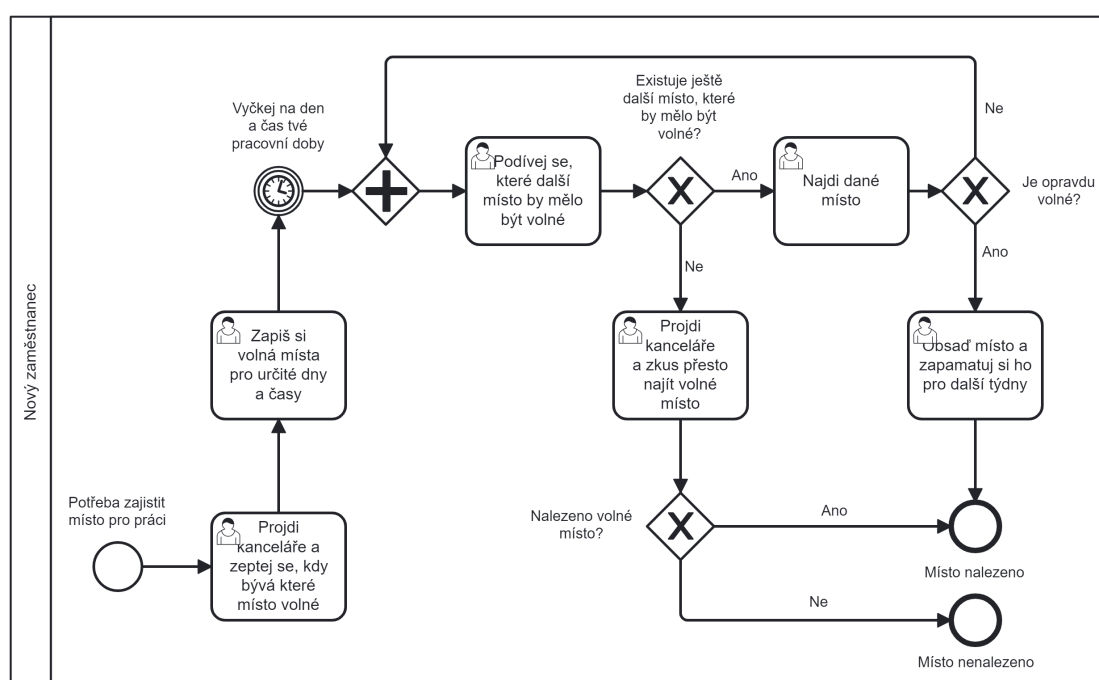 Nový zaměstnanec
Potřeba zajistit
místo pro práci
Projdi
kanceláře a
zeptej se, kdy
bývá které
místo volné
Zapiš si
volná místa
pro určité dny
a časy
Vyčkej na den
a čas tvé
pracovní doby
Podívej se,
které další
místo by mělo
být volné
Existuje ještě
další místo, které
by mělo být
volné?
Ano
Najdi dané
místo
Ne
Je opravdu
volné?
Ano
Ne
Projdi
kanceláře
a zkus přesto
najít volné
místo
Obsaď místo a
zapamatuj si ho
pro další týdny
Nalezeno volné
místo?
Ano
Místo nalezeno
Ne
Místo nenalezeno